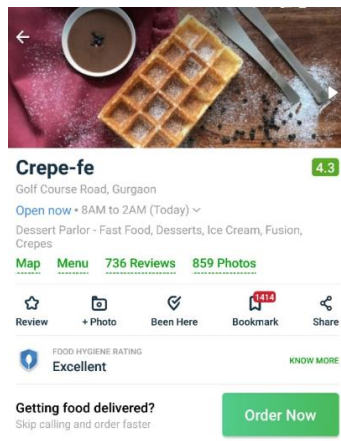 Crepe-fe
4.3
Golf Course Road, Gurgaon
Open now • 8AM to 2AM (Today)
Dessert Parlor - Fast Food, Desserts, Ice Cream, Fusion,
Crepes
Map Menu 736 Reviews 859 Photos
1414
Review + Photo Been Here Bookmark Share
FOOD HYGIENE RATING
Excellent
KNOW MORE
Getting food delivered?
Skip calling and order faster
Order Now